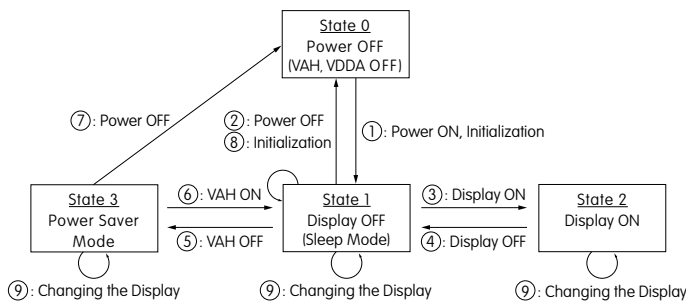 State 0
Power OFF
(VAH, VDDA OFF)
⑦: Power OFF
②: Power OFF
⑧: Initialization
①: Power ON, Initialization
State 3
Power Saver
Mode
⑥: VAH ON
⑤: VAH OFF
State 1
Display OFF
(Sleep Mode)
③: Display ON
④: Display OFF
State 2
Display ON
⑨: Changing the Display
⑨: Changing the Display
⑨: Changing the Display